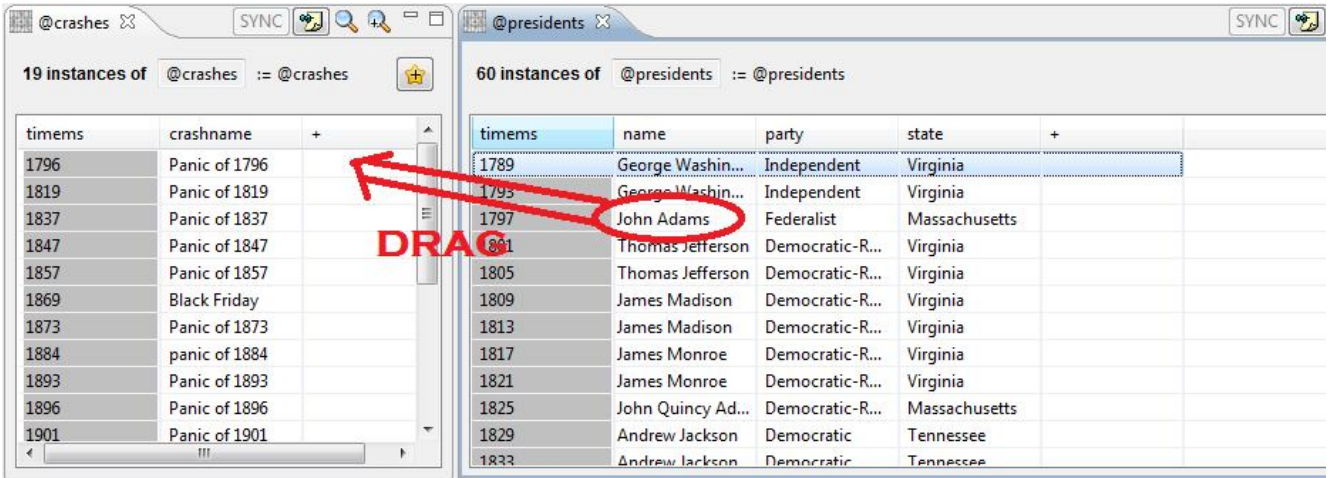 @crashes SYNC
19 instances of @crashes := @crashes
timems crashname +
1796 Panic of 1796
1819 Panic of 1819
1837 Panic of 1837
1847 Panic of 1847
1857 Panic of 1857
1869 Black Friday
1873 Panic of 1873
1884 panic of 1884
1893 Panic of 1893
1896 Panic of 1896
1901 Panic of 1901
DRAG
@presidents SYNC
60 instances of @presidents := @presidents
timems name party state +
1789 George Washin... Independent Virginia
1793 George Washin... Independent Virginia
1797 John Adams Federalist Massachusetts
1801 Thomas Jefferson Democratic-R... Virginia
1805 Thomas Jefferson Democratic-R... Virginia
1809 James Madison Democratic-R... Virginia
1813 James Madison Democratic-R... Virginia
1817 James Monroe Democratic-R... Virginia
1821 James Monroe Democratic-R... Virginia
1825 John Quincy Ad... Democratic-R... Massachusetts
1829 Andrew Jackson Democratic Tennessee
1833 Andrew Jackson Democratic Tennessee